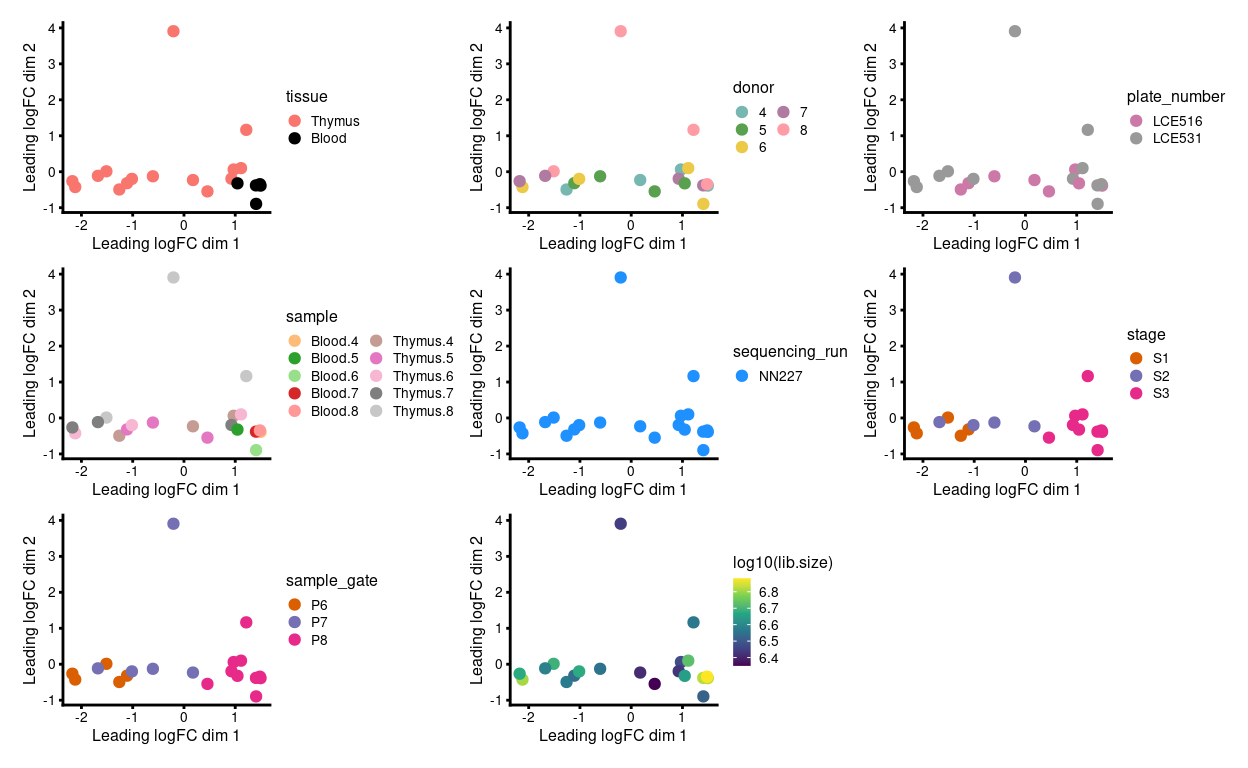 4
3
2
1
0
-1
-2
-1
0
1
Leading logFC dim 1
Leading logFC dim 2
tissue
Thymus
Blood
4
3
2
1
0
-1
-2
-1
0
1
Leading logFC dim 1
Leading logFC dim 2
donor
4 7
5 8
6
4
3
2
1
0
-1
-2
-1
0
1
Leading logFC dim 1
Leading logFC dim 2
plate_number
LCE516
LCE531
4
3
2
1
0
-1
-2
-1
0
1
Leading logFC dim 1
Leading logFC dim 2
sample
Blood.4 Thymus.4
Blood.5 Thymus.5
Blood.6 Thymus.6
Blood.7 Thymus.7
Blood.8 Thymus.8
4
3
2
1
0
-1
-2
-1
0
1
Leading logFC dim 1
Leading logFC dim 2
sequencing_run
NN227
4
3
2
1
0
-1
-2
-1
0
1
Leading logFC dim 1
Leading logFC dim 2
stage
S1
S2
S3
4
3
2
1
0
-1
-2
-1
0
1
Leading logFC dim 1
Leading logFC dim 2
sample_gate
P6
P7
P8
4
3
2
1
0
-1
-2
-1
0
1
Leading logFC dim 1
Leading logFC dim 2
log10(lib.size)
6.8
6.7
6.6
6.5
6.4